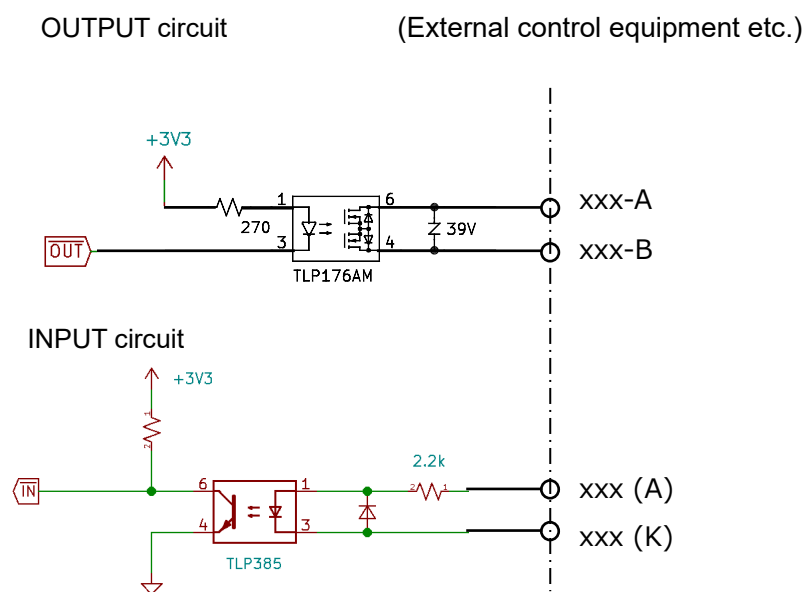 OUTPUT circuit (External control equipment etc.)
+3V3
1 6 xxx-A
270 39V
OUT 3 4 xxx-B
TLP176AM
INPUT circuit
+3V3
1
2
2.2k
IN 6 1 2 1 xxx (A)
4 3 xxx (K)
TLP385